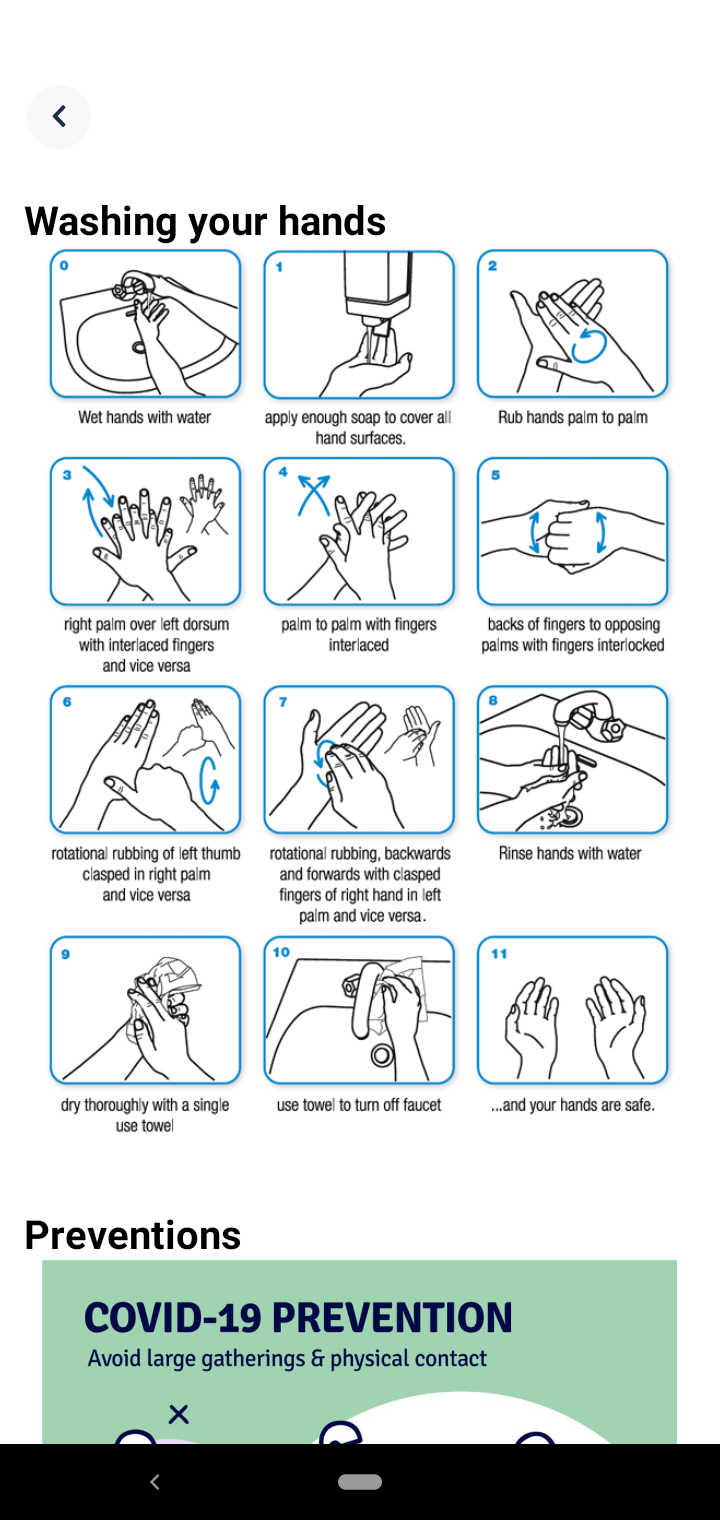 Washing your hands
0
1
2
Wet hands with water
apply enough soap to cover all
hand surfaces.
Rub hands palm to palm
3
4
5
right palm over left dorsum
with interlaced fingers
and vice versa
palm to palm with fingers
interlaced
backs of fingers to opposing
palms with fingers interlocked
6
7
8
rotational rubbing of left thumb
clasped in right palm
and vice versa
rotational rubbing, backwards
and forwards with clasped
fingers of right hand in left
palm and vice versa.
Rinse hands with water
9
10
11
dry thoroughly with a single
use towel
use towel to turn off faucet
...and your hands are safe.
Preventions
COVID-19 PREVENTION
Avoid large gatherings & physical contact